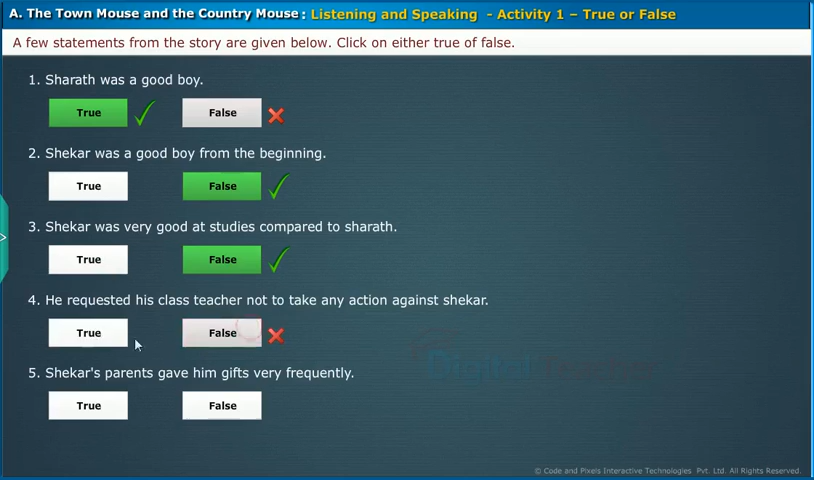 A. The Town Mouse and the Country Mouse : Listening and Speaking - Activity 1 – True or False
A few statements from the story are given below. Click on either true of false.
1. Sharath was a good boy.
True False
2. Shekar was a good boy from the beginning.
True False
3. Shekar was very good at studies compared to sharath.
True False
4. He requested his class teacher not to take any action against shekar.
True False
5. Shekar's parents gave him gifts very frequently.
True False
Digital
© Code and Pixels Interactive Technologies Pvt. Ltd. All Rights Reserved.